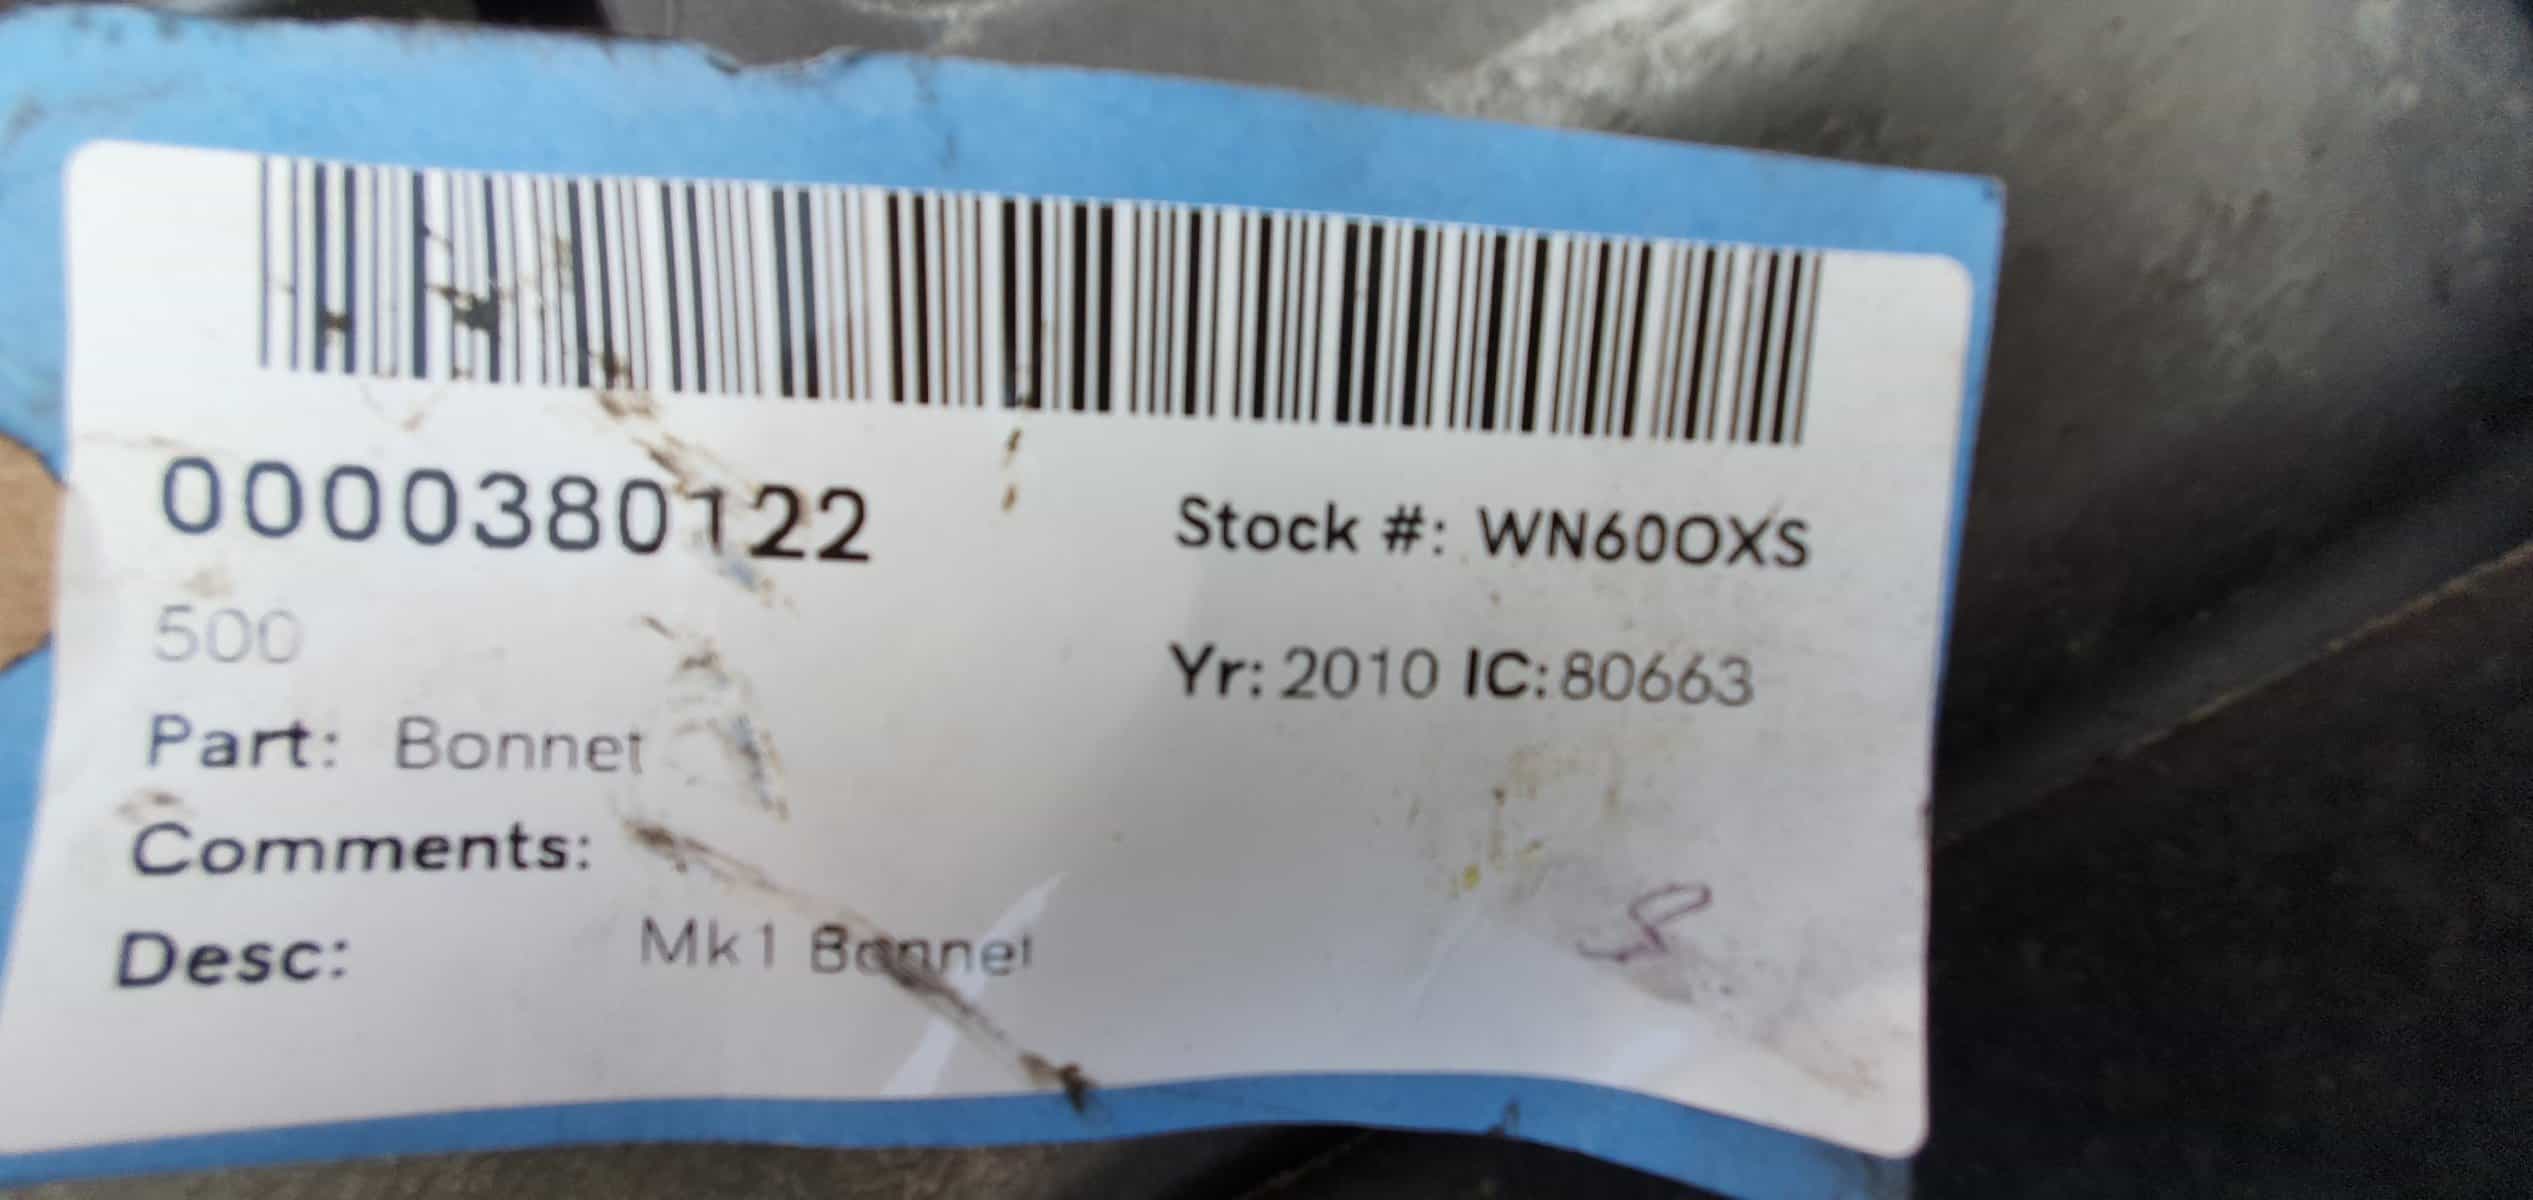 0000380122
Stock #: WN60OXS
500
Yr: 2010 IC: 80663
Part: Bonnet
Comments:
Desc: Mk1 Bonnet